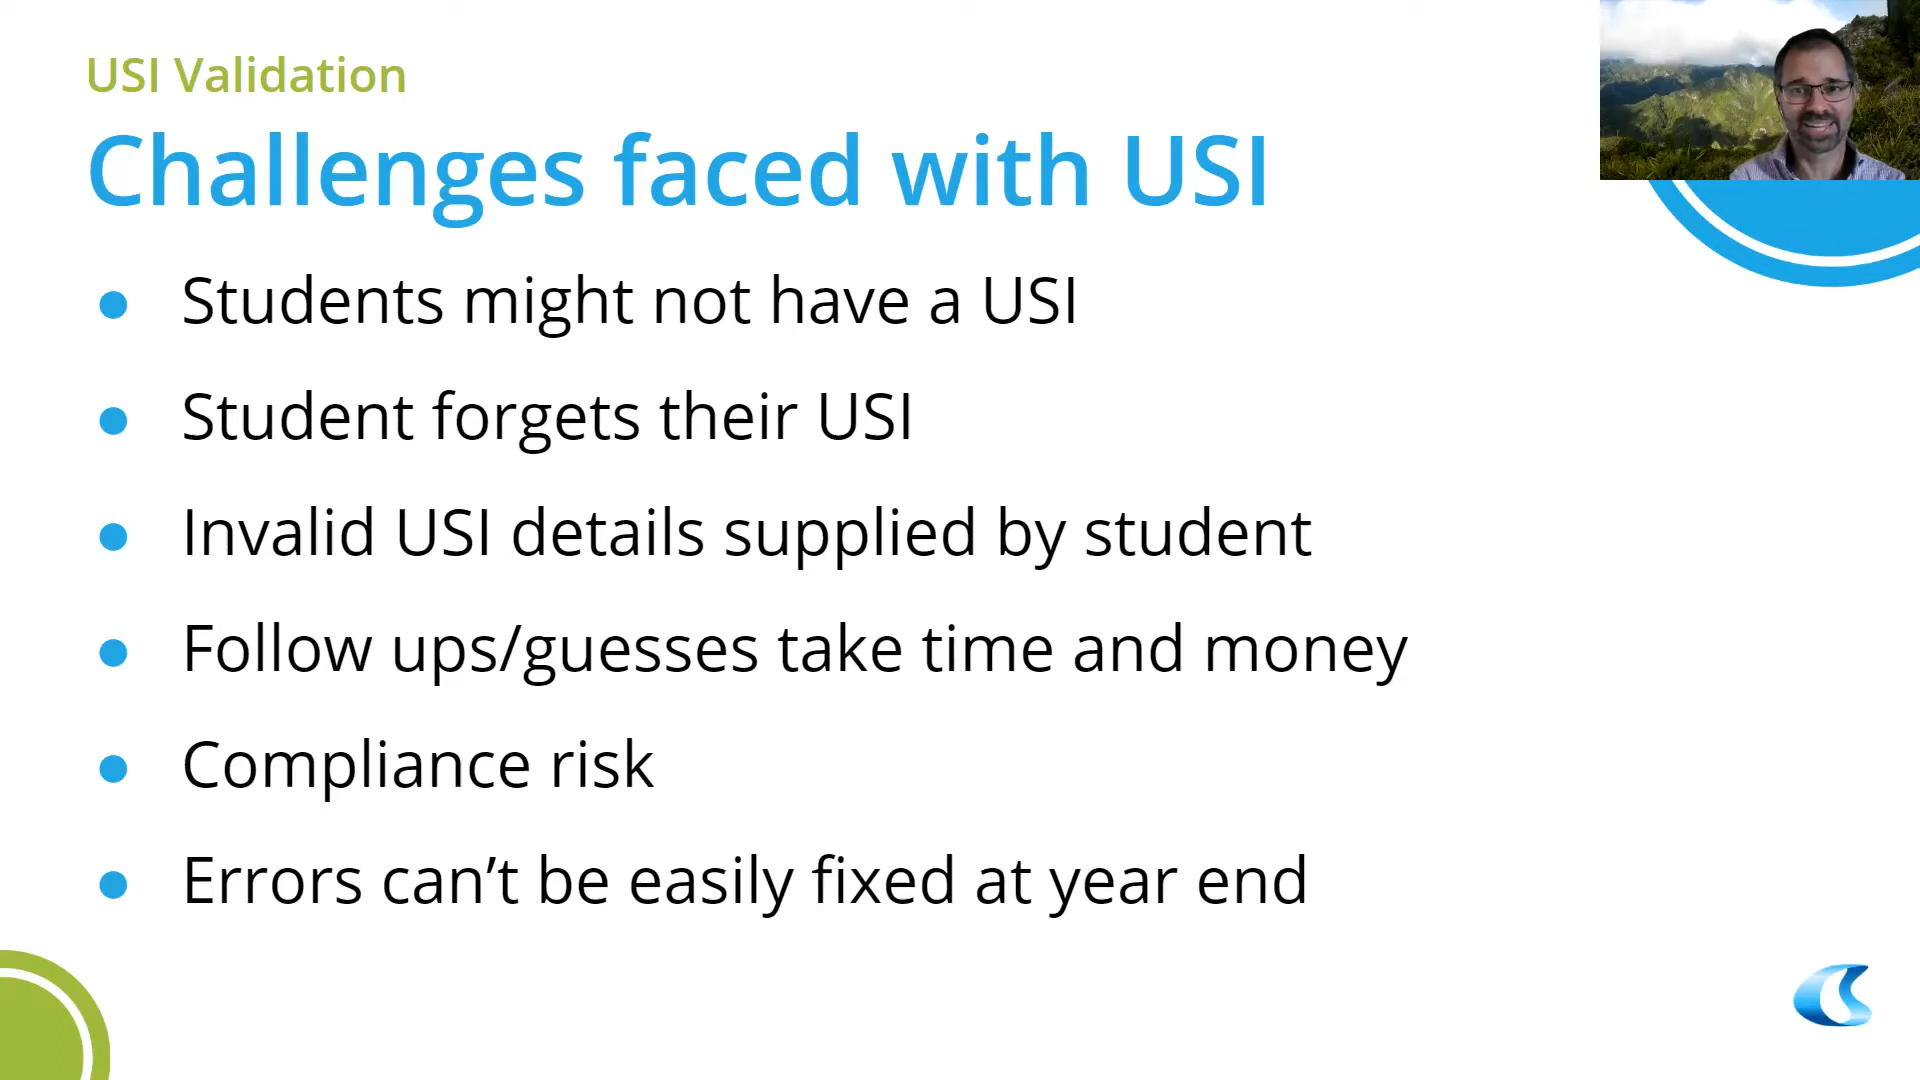 USI Validation
Challenges faced with USI
Students might not have a USI
Student forgets their USI
Invalid USI details supplied by student
Follow ups/guesses take time and money
Compliance risk
Errors can’t be easily fixed at year end